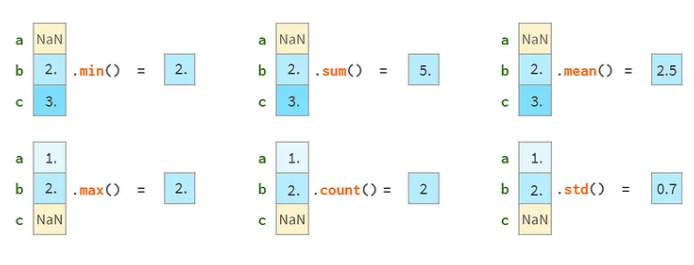 a NaN a NaN a NaN
b 2. .min() = 2. b 2. .sum() = 5. b 2. .mean() = 2.5
c 3. c 3. c 3.
a 1. a 1. a 1.
b 2. .max() = 2. b 2. .count() = 2 b 2. .std() = 0.7
c NaN c NaN c NaN